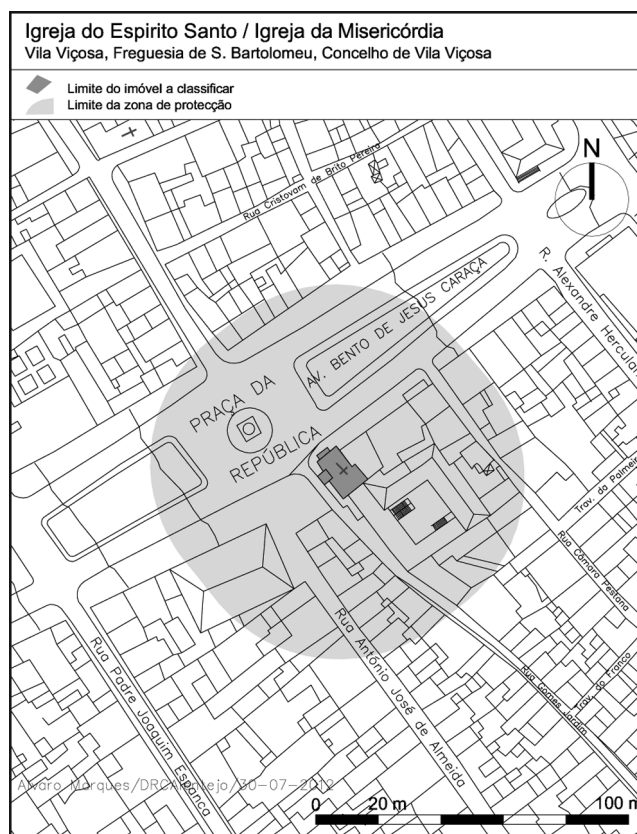 Igreja do Espirito Santo / Igreja da Misericórdia
Vila Viçosa, Freguesia de S. Bartolomeu, Concelho de Vila Viçosa
Limite do imóvel a classificar
Limite da zona de protecção
N
Rua Cristovam de Brito Pereira
R. Alexandre Herculan
AV. BENTO DE JESUS CARAÇA
PRAÇA DA
REPÚBLICA
Trav. da Palmeir
Rua Câmara Pestana
Trav. do Franco
Rua Gomes Jardim
Rua António José de Almeida
Rua Padre Joaquim Espanca
Alvaro Marques/DRCAlentejo/30-07-2012
0 20 m 100 m